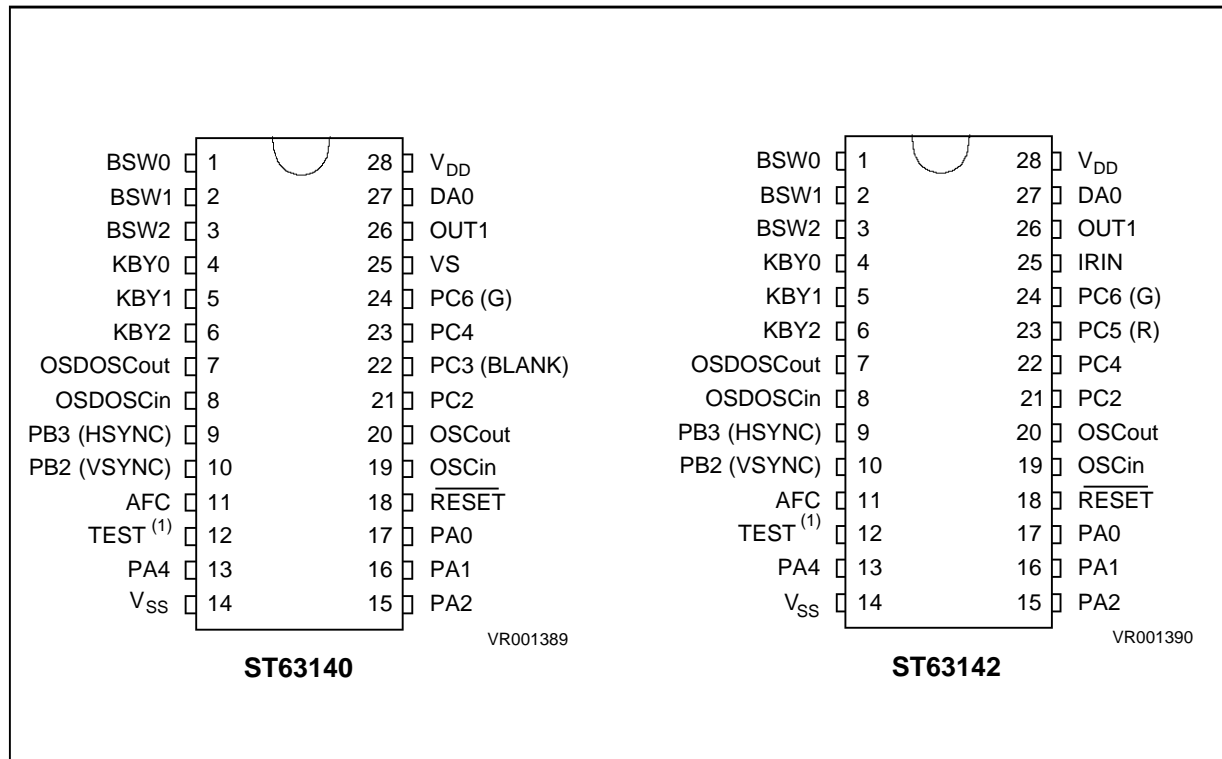 BSW0 1 28 VDD
BSW1 2 27 DA0
BSW2 3 26 OUT1
KBY0 4 25 VS
KBY1 5 24 PC6 (G)
KBY2 6 23 PC4
OSDOSCout 7 22 PC3 (BLANK)
OSDOSCin 8 21 PC2
PB3 (HSYNC) 9 20 OSCout
PB2 (VSYNC) 10 19 OSCin
AFC 11 18 RESET
TEST (1) 12 17 PA0
PA4 13 16 PA1
VSS 14 15 PA2
VR001389
ST63140
BSW0 1 28 VDD
BSW1 2 27 DA0
BSW2 3 26 OUT1
KBY0 4 25 IRIN
KBY1 5 24 PC6 (G)
KBY2 6 23 PC5 (R)
OSDOSCout 7 22 PC4
OSDOSCin 8 21 PC2
PB3 (HSYNC) 9 20 OSCout
PB2 (VSYNC) 10 19 OSCin
AFC 11 18 RESET
TEST (1) 12 17 PA0
PA4 13 16 PA1
VSS 14 15 PA2
VR001390
ST63142